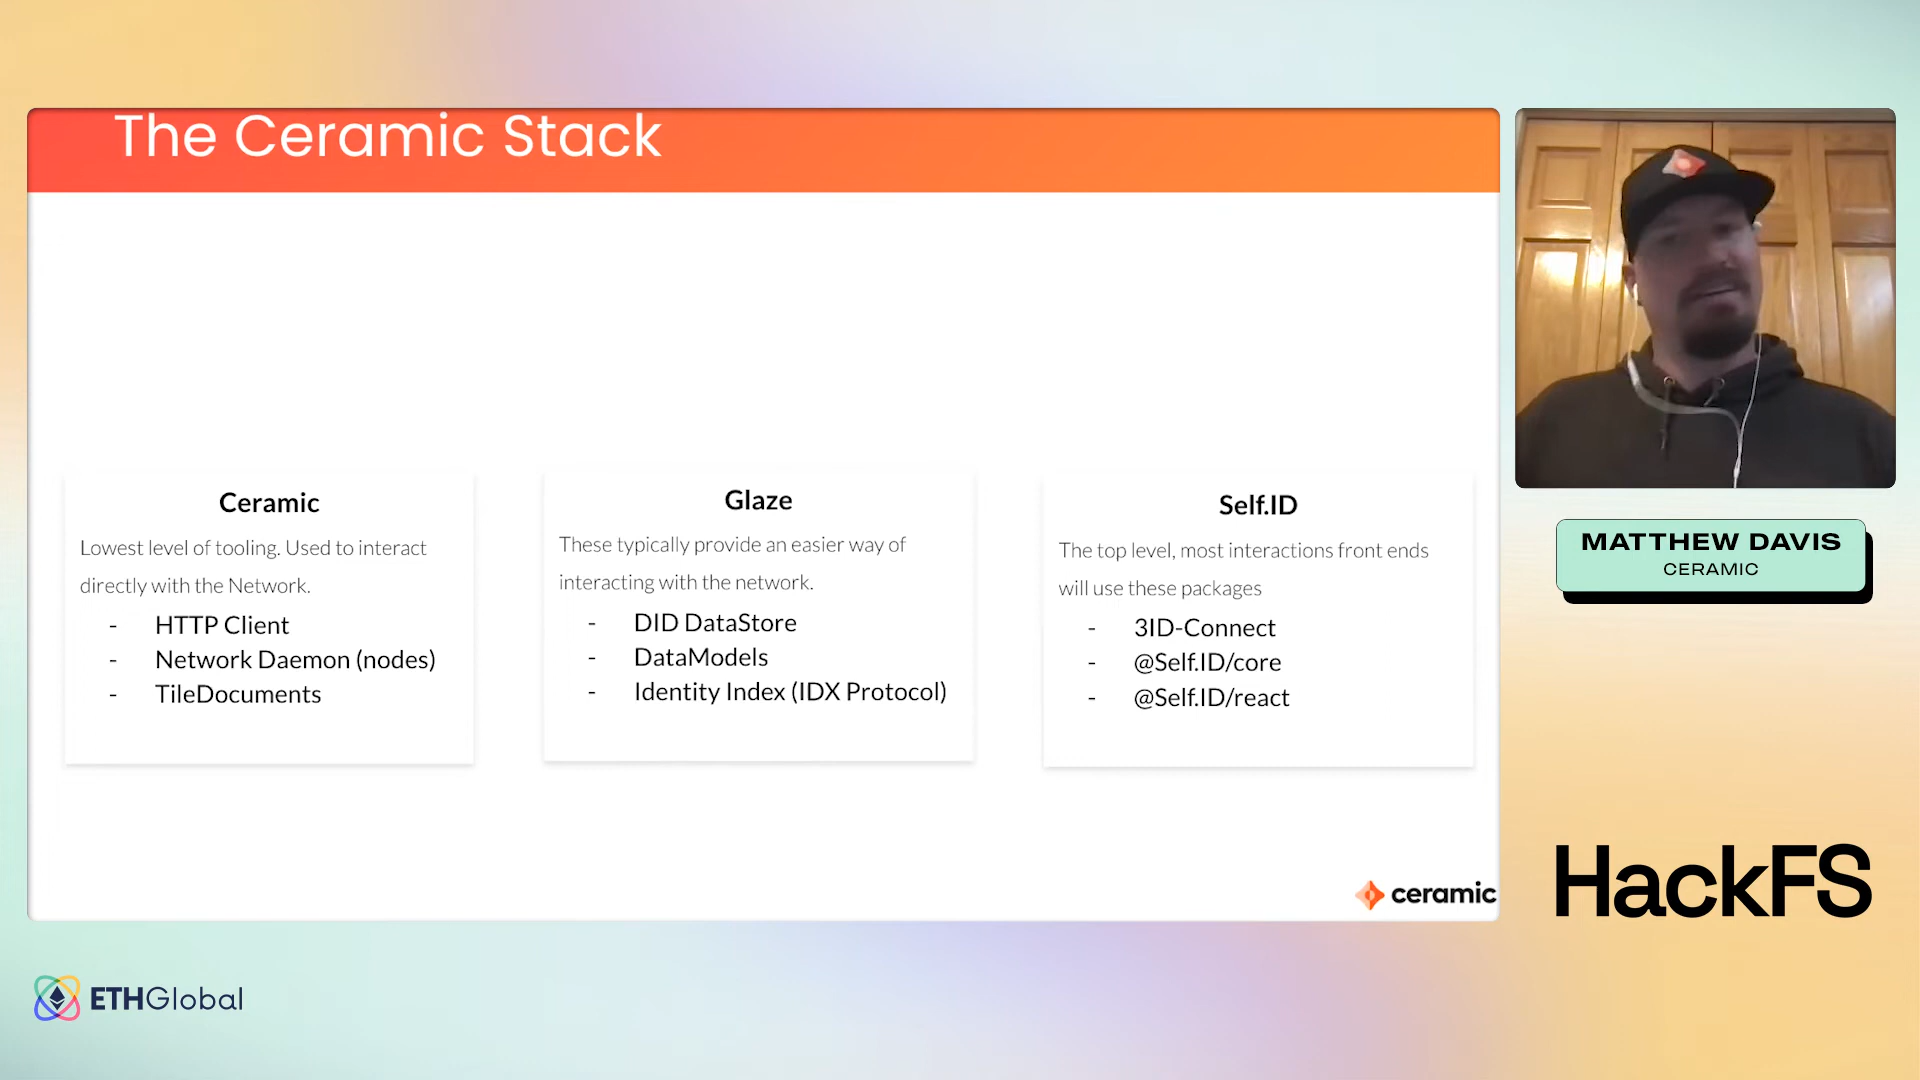 The Ceramic Stack
Ceramic
Lowest level of tooling. Used to interact
directly with the Network.
- HTTP Client
- Network Daemon (nodes)
- TileDocuments
Glaze
These typically provide an easier way of
interacting with the network.
- DID DataStore
- DataModels
- Identity Index (IDX Protocol)
Self.ID
The top level, most interactions front ends
will use these packages
- 3ID-Connect
- @Self.ID/core
- @Self.ID/react
ceramic
MATTHEW DAVIS
CERAMIC
HackFS
ETHGlobal